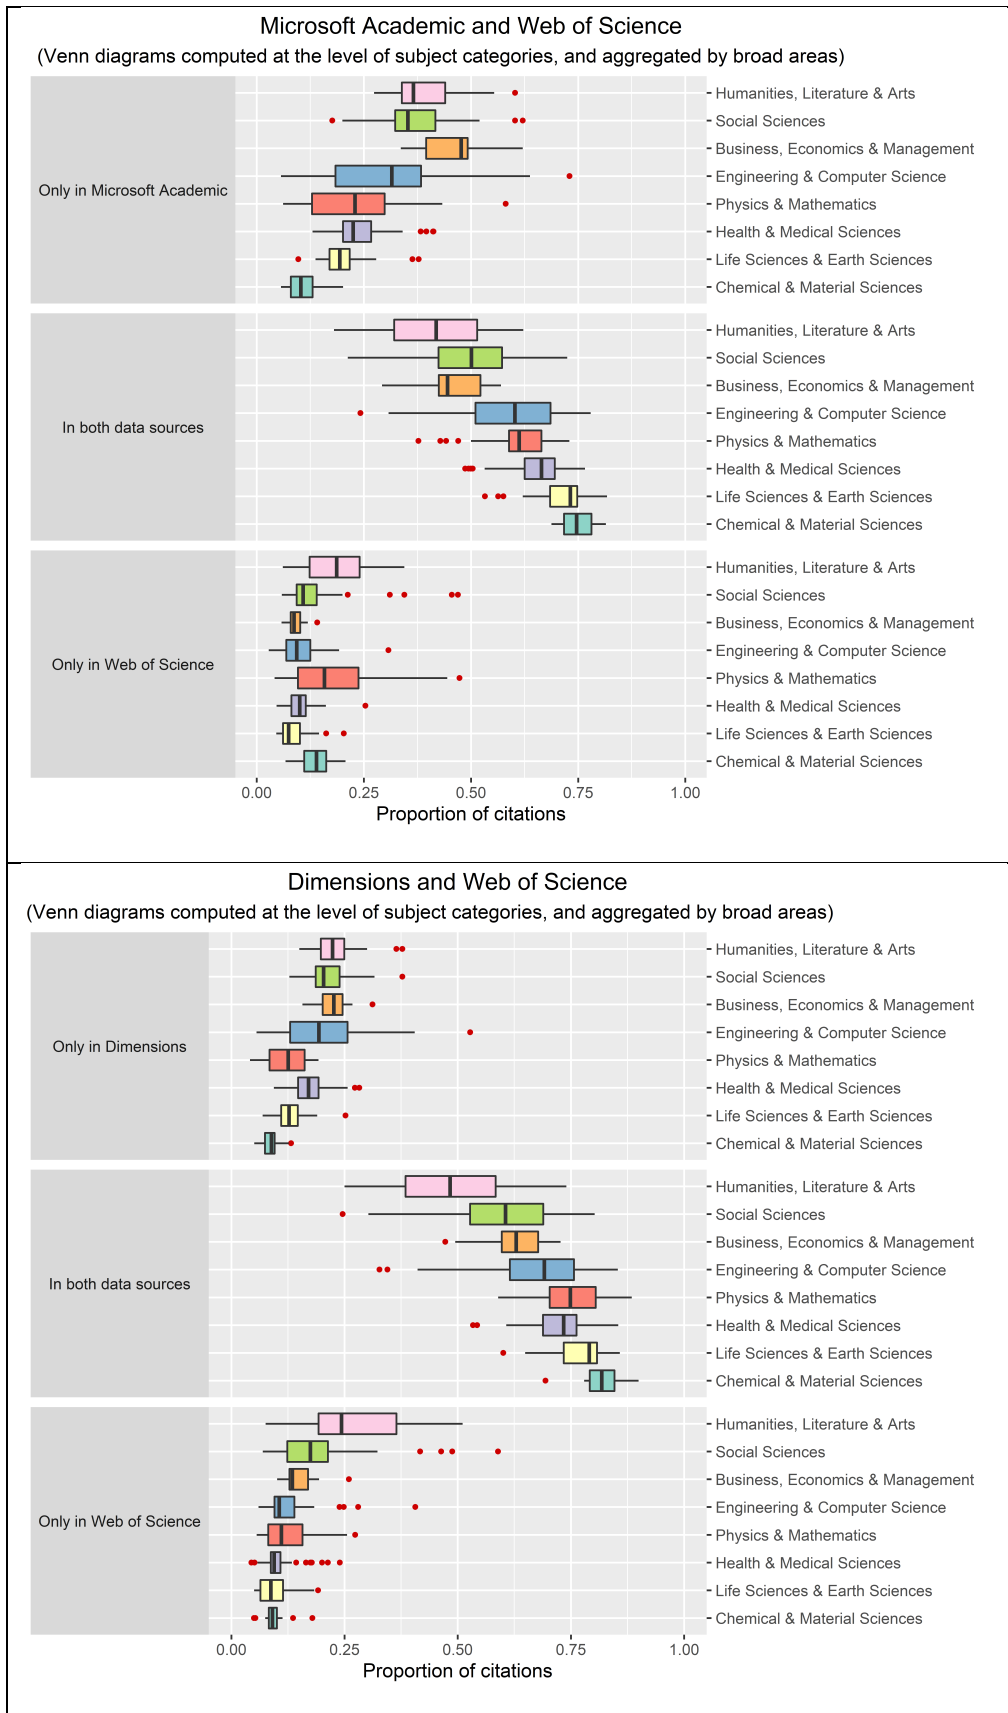 Microsoft Academic and Web of Science
(Venn diagrams computed at the level of subject categories, and aggregated by broad areas)
Only in Microsoft Academic
Humanities, Literature & Arts
Social Sciences
Business, Economics & Management
Engineering & Computer Science
Physics & Mathematics
Health & Medical Sciences
Life Sciences & Earth Sciences
Chemical & Material Sciences
In both data sources
Humanities, Literature & Arts
Social Sciences
Business, Economics & Management
Engineering & Computer Science
Physics & Mathematics
Health & Medical Sciences
Life Sciences & Earth Sciences
Chemical & Material Sciences
Only in Web of Science
Humanities, Literature & Arts
Social Sciences
Business, Economics & Management
Engineering & Computer Science
Physics & Mathematics
Health & Medical Sciences
Life Sciences & Earth Sciences
Chemical & Material Sciences
0.00 0.25 0.50 0.75 1.00
Proportion of citations
Dimensions and Web of Science
(Venn diagrams computed at the level of subject categories, and aggregated by broad areas)
Only in Dimensions
Humanities, Literature & Arts
Social Sciences
Business, Economics & Management
Engineering & Computer Science
Physics & Mathematics
Health & Medical Sciences
Life Sciences & Earth Sciences
Chemical & Material Sciences
In both data sources
Humanities, Literature & Arts
Social Sciences
Business, Economics & Management
Engineering & Computer Science
Physics & Mathematics
Health & Medical Sciences
Life Sciences & Earth Sciences
Chemical & Material Sciences
Only in Web of Science
Humanities, Literature & Arts
Social Sciences
Business, Economics & Management
Engineering & Computer Science
Physics & Mathematics
Health & Medical Sciences
Life Sciences & Earth Sciences
Chemical & Material Sciences
0.00 0.25 0.50 0.75 1.00
Proportion of citations